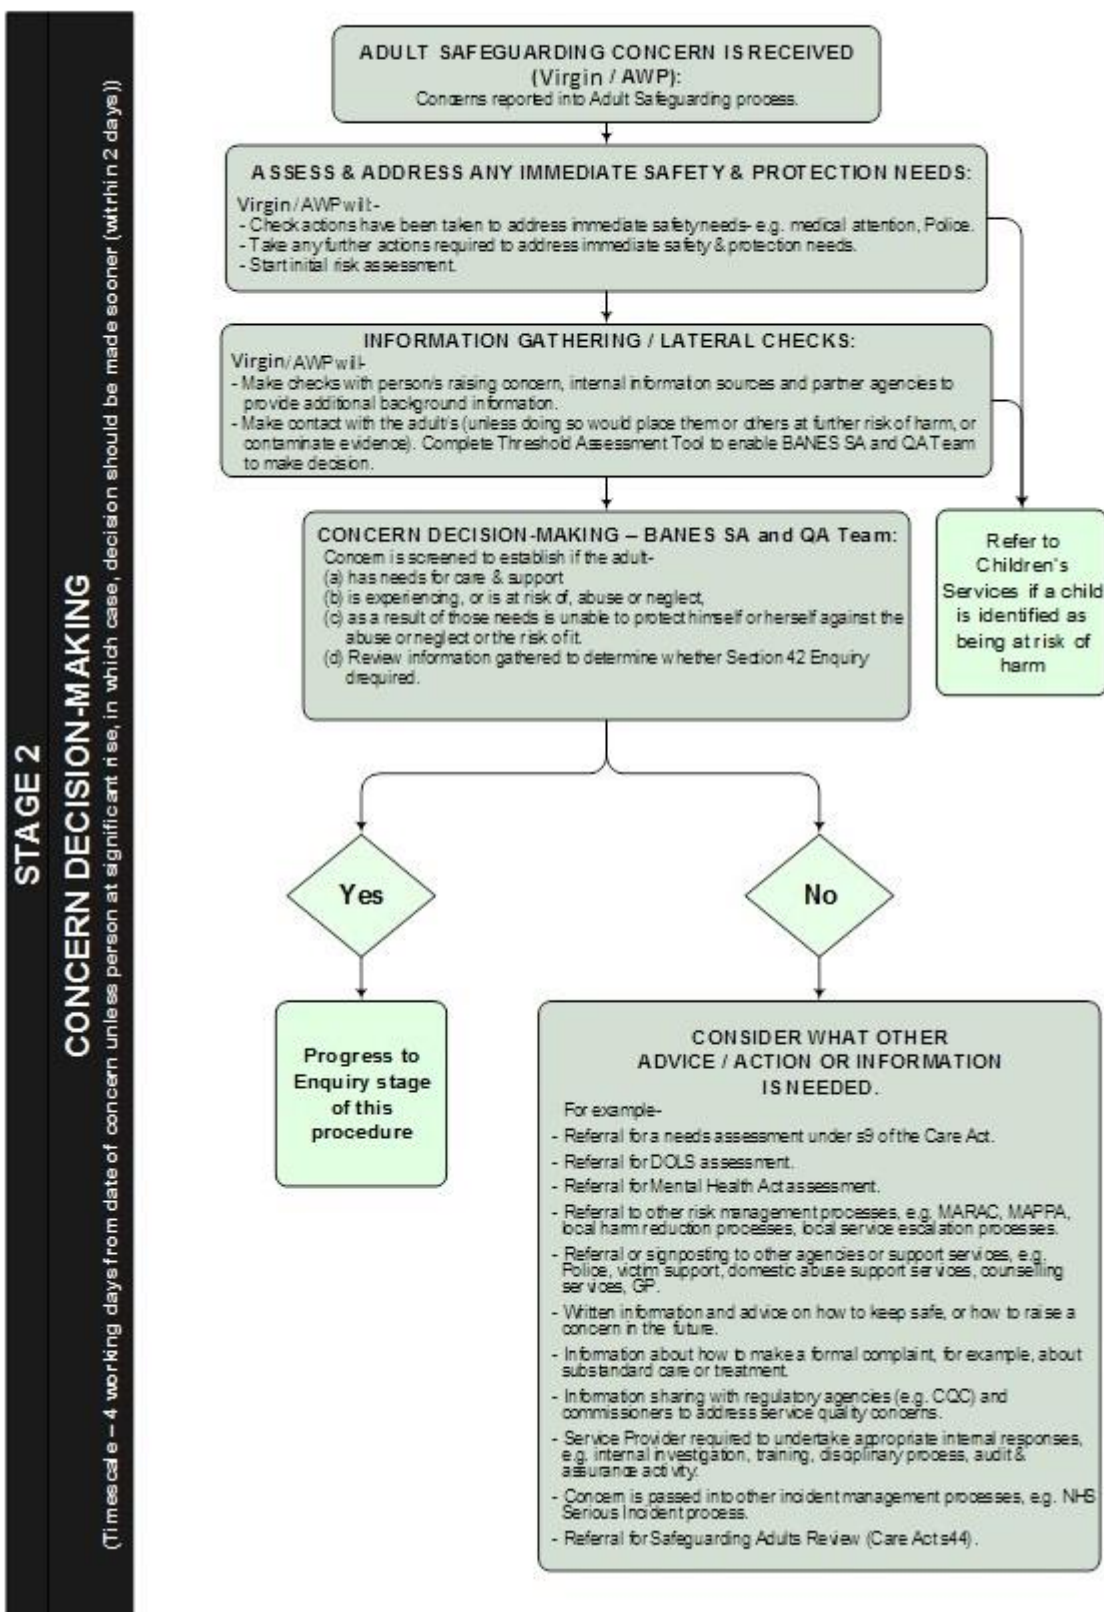 STAGE 2
CONCERN DECISION-MAKING
(Timescale – 4 working days from date of concern unless person at significant rise, in which case, decision should be made sooner (witrhin 2 days))
ADULT SAFEGUARDING CONCERN IS RECEIVED
(Virgin / AWP):
Concerns reported into Adult Safeguarding process.
ASSESS & ADDRESS ANY IMMEDIATE SAFETY & PROTECTION NEEDS:
Virgin / AWP will:-
- Check actions have been taken to address immediate safety needs- e.g. medical attention, Police.
- Take any further actions required to address immediate safety & protection needs.
- Start initial risk assessment.
INFORMATION GATHERING / LATERAL CHECKS:
Virgin/ AWP will-
- Make checks with person/s raising concern, internal information sources and partner agencies to
provide additional background information.
- Make contact with the adult/s (unless doing so would place them or others at further risk of harm, or
contaminate evidence). Complete Threshold Assessment Tool to enable BANES SA and QA Team
to make decision.
CONCERN DECISION-MAKING – BANES SA and QA Team:
Concern is screened to establish if the adult-
(a) has needs for care & support
(b) is experiencing, or is at risk of, abuse or neglect,
(c) as a result of those needs is unable to protect himself or herself against the
abuse or neglect or the risk of it.
(d) Review information gathered to determine whether Section 42 Enquiry
drequired.
Refer to
Children's
Services if a child
is identified as
being at risk of
harm
Yes
No
Progress to
Enquiry stage
of this
procedure
CONSIDER WHAT OTHER
ADVICE / ACTION OR INFORMATION
IS NEEDED.
For example-
- Referral for a needs assessment under s9 of the Care Act.
- Referral for DOLS assessment.
- Referral for Mental Health Act assessment.
- Referral to other risk management processes, e.g. MARAC, MAPPA,
local harm reduction processes, local service escalation processes.
- Referral or signposting to other agencies or support services, e.g.
Police, victim support, domestic abuse support services, counselling
services, GP.
- Written information and advice on how to keep safe, or how to raise a
concern in the future.
- Information about how to make a formal complaint, for example, about
substandard care or treatment.
- Information sharing with regulatory agencies (e.g. CQC) and
commissioners to address service quality concerns.
- Service Provider required to undertake appropriate internal responses,
e.g. internal investigation, training, disciplinary process, audit &
assurance activity.
- Concern is passed into other incident management processes, e.g. NHS
Serious Incident process.
- Referral for Safeguarding Adults Review (Care Act s44).